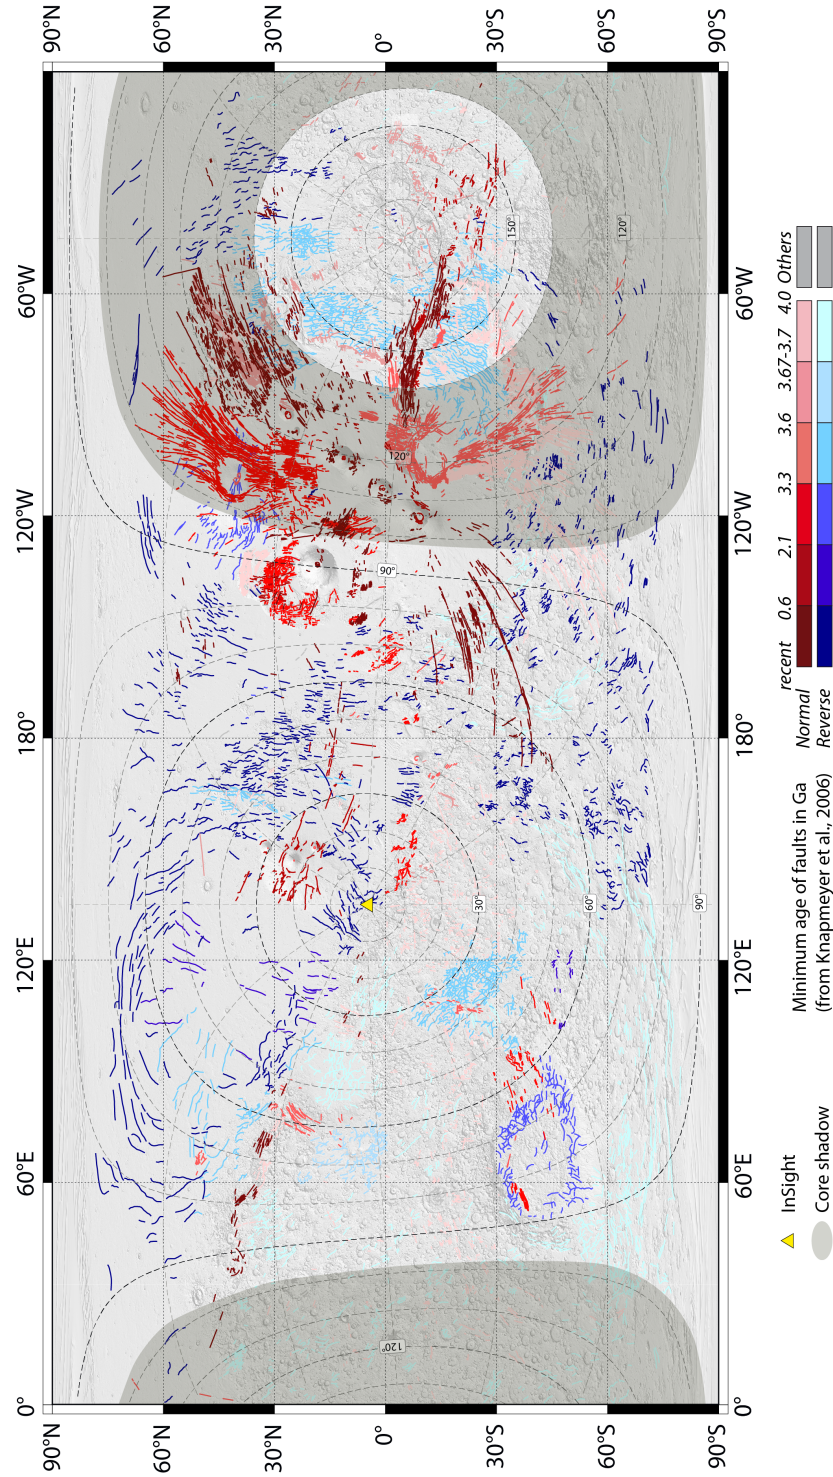 90°N
60°N
30°N
0°
30°S
60°S
90°S
90°N
60°N
30°N
0°
30°S
60°S
90°S
0°
60°E
120°E
180°
120°W
60°W
0°
60°E
120°E
180°
120°W
60°W
120°
30°
60°
90°
90°
120°
150°
120°
InSight
Core shadow
Minimum age of faults in Ga
(from Knapmeyer et al., 2006)
recent 0.6 2.1 3.3 3.6 3.67 3.7 4.0 Others
Normal
Reverse